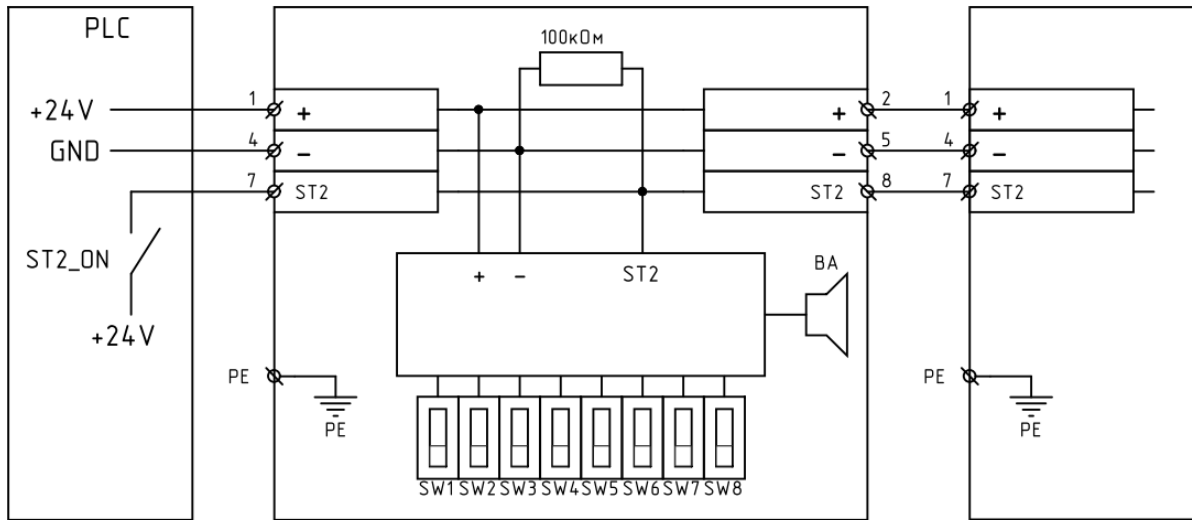 PLC
100кОм
+24V 1 + + 2 1 +
GND 4 - - 5 4 -
7 ST2 ST2 8 7 ST2
ST2_ON
+ - ST2 BA
+24V
PE PE
PE PE
SW1 SW2 SW3 SW4 SW5 SW6 SW7 SW8